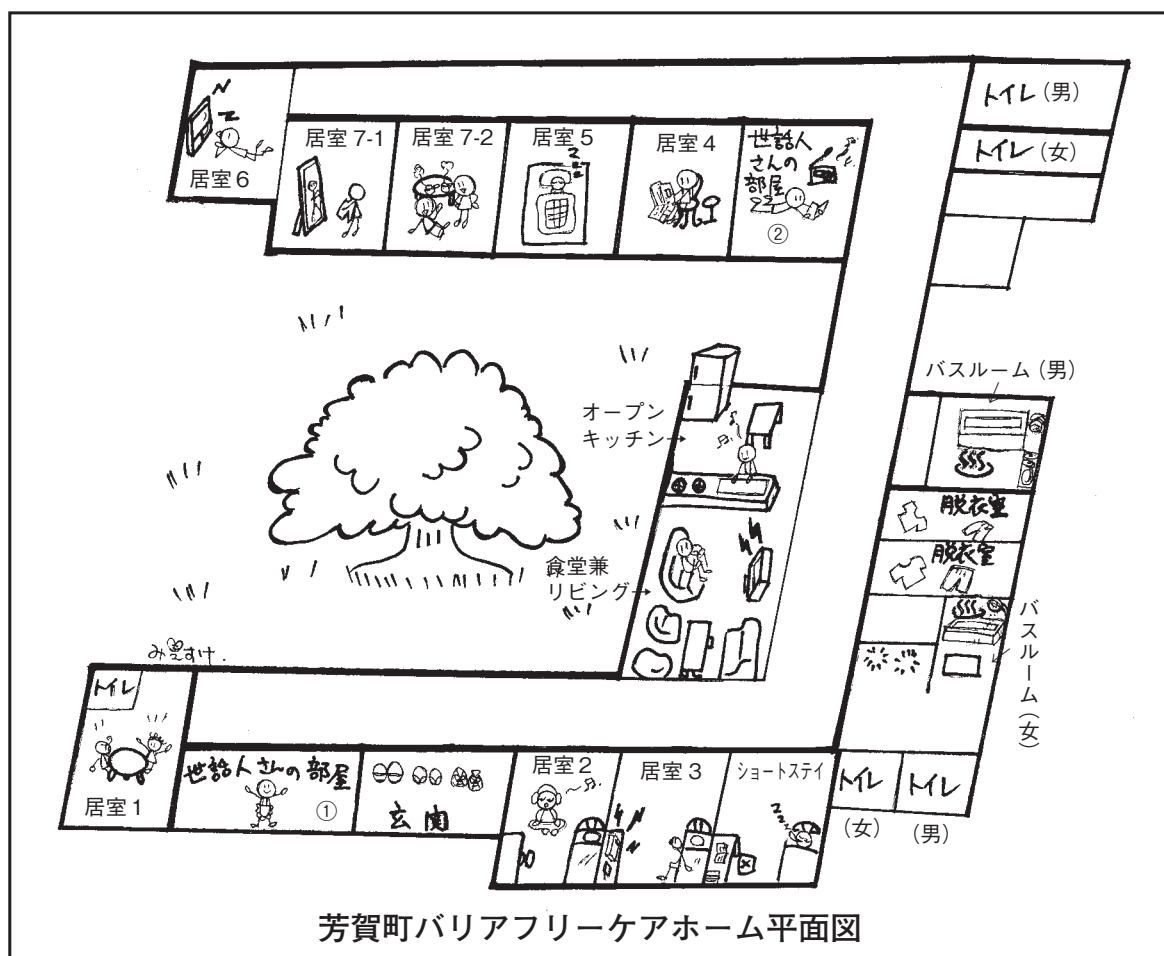 トイレ(男)
トイレ(女)
居室6
居室7-1
居室7-2
居室5
居室4
世話人
さんの
部屋
②
バスルーム(男)
オープン
キッチン
脱衣室
脱衣室
食堂兼
リビング
バスルーム(女)
トイレ
居室1
世話人さんの部屋
①
玄関
居室2
居室3
ショートステイ
トイレ
(女)
トイレ
(男)
芳賀町バリアフリーケアホーム平面図